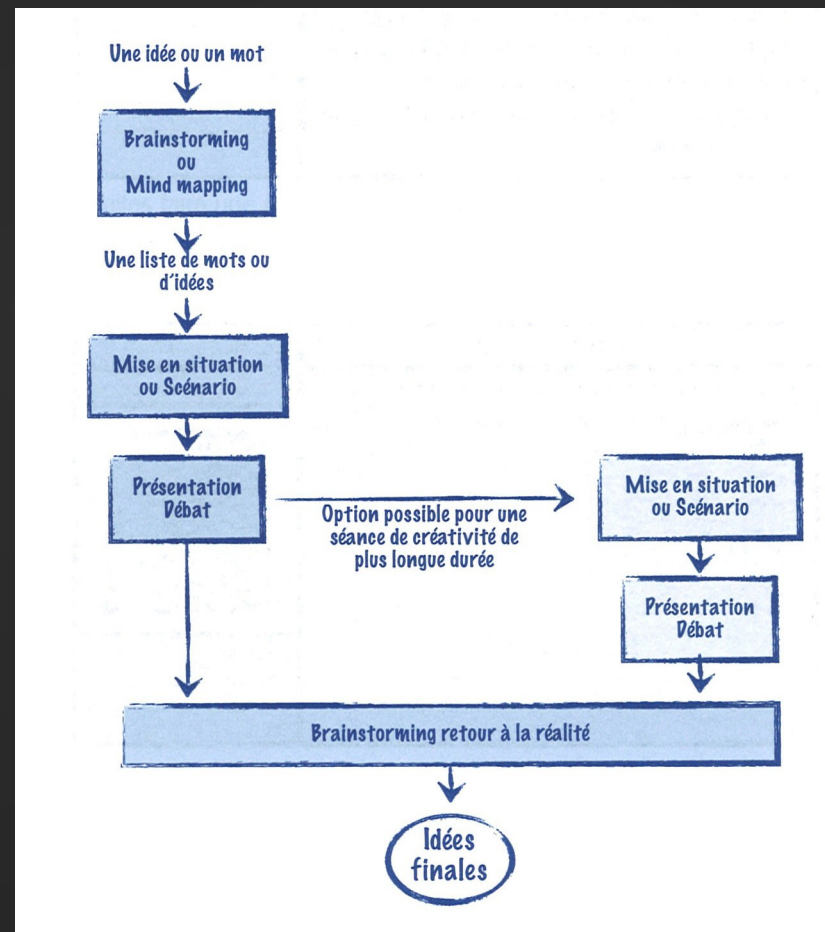 Une idée ou un mot
Brainstorming
ou
Mind mapping
Une liste de mots ou
d'idées
Mise en situation
ou Scénario
Présentation
Débat
Option possible pour une
séance de créativité de
plus longue durée
Mise en situation
ou Scénario
Présentation
Débat
Brainstorming retour à la réalité
Idées
finales